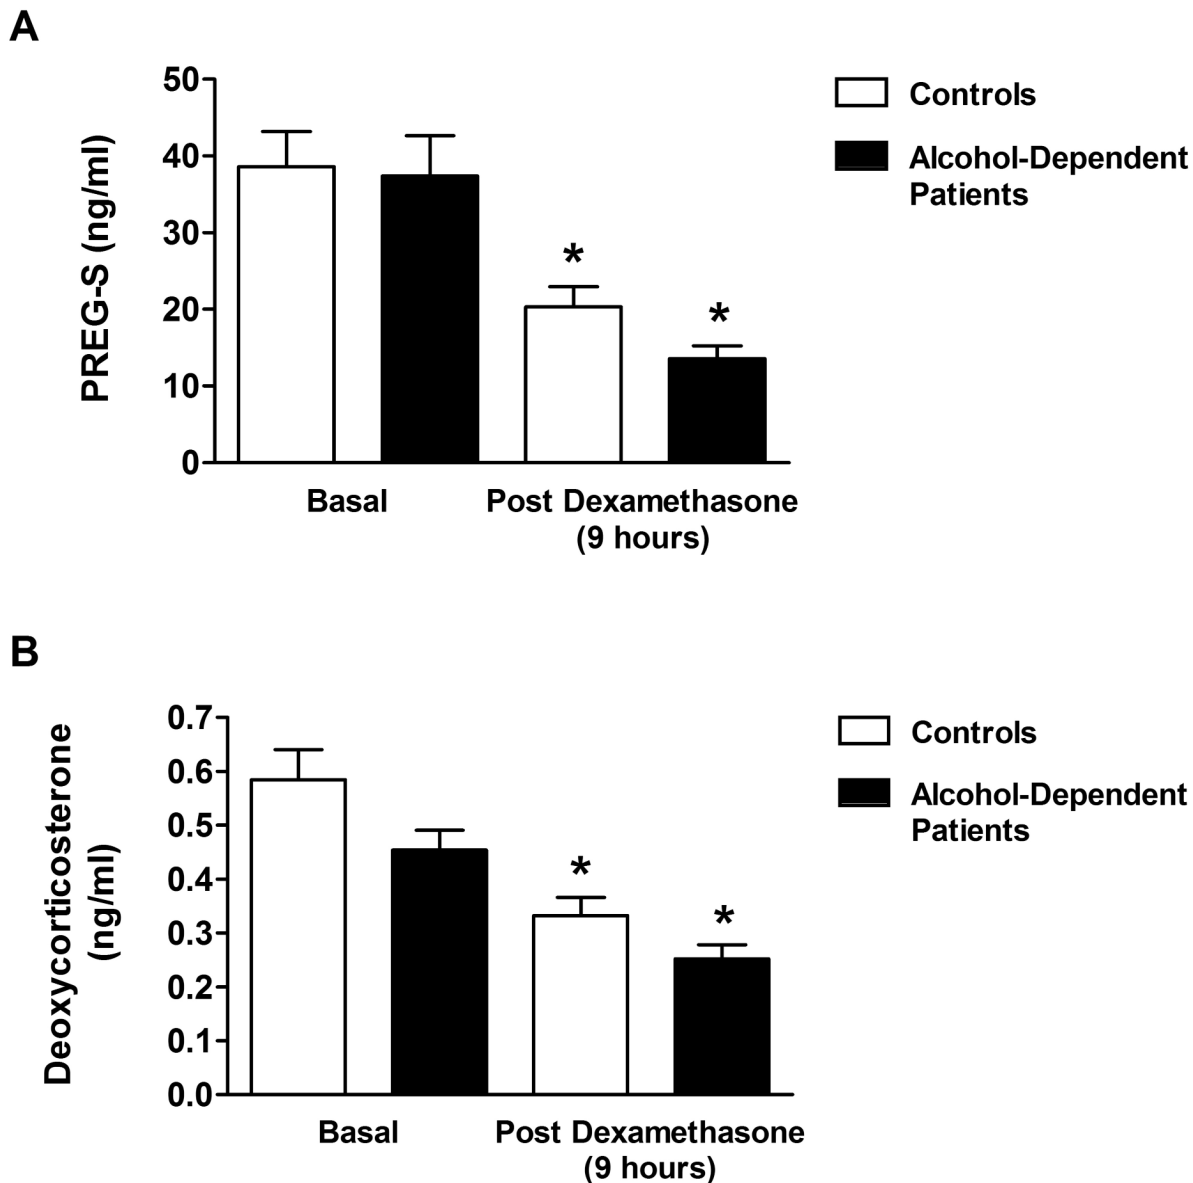 A
50
40
30
20
10
0
PREG-S (ng/ml)
*
*
Basal
Post Dexamethasone
(9 hours)
Controls
Alcohol-Dependent
Patients
B
0.7
0.6
0.5
0.4
0.3
0.2
0.1
0.0
Deoxycorticosterone
(ng/ml)
*
*
Basal
Post Dexamethasone
(9 hours)
Controls
Alcohol-Dependent
Patients